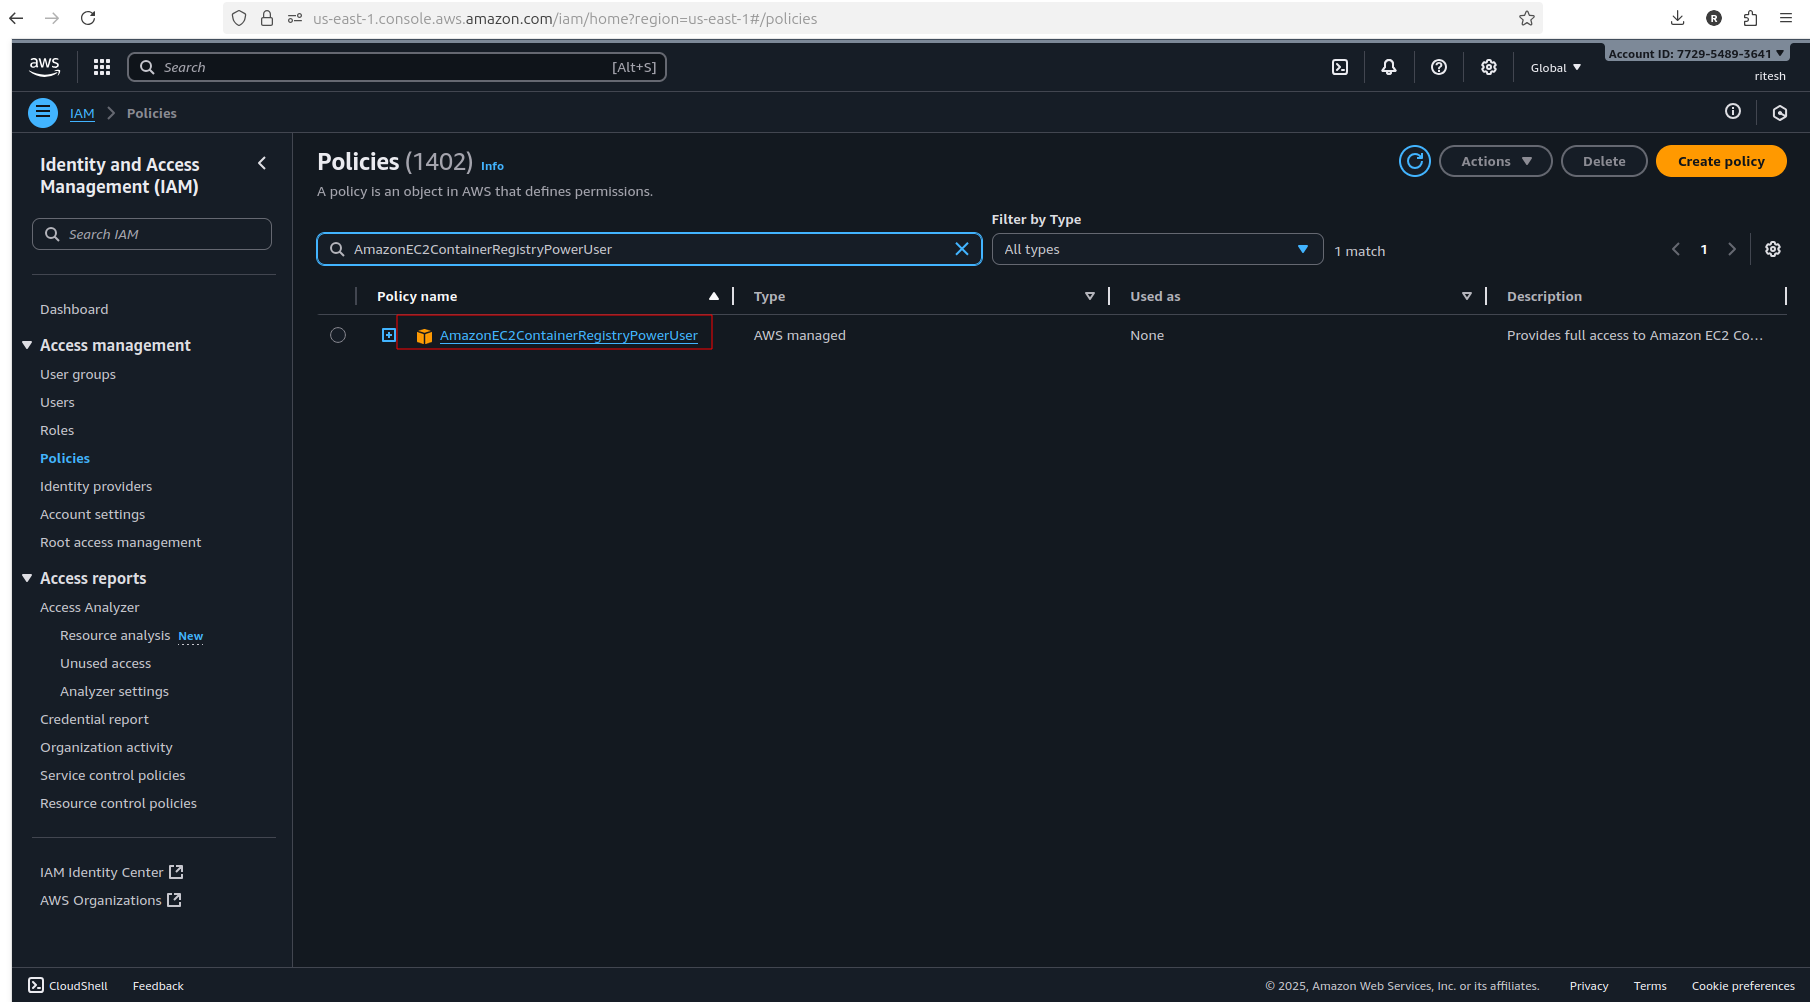 us-east-1.console.aws.amazon.com/iam/home?region=us-east-1#/policies
R
aws
Search
[Alt+S]
Global
Account ID: 7729-5489-3641
ritesh
IAM
Policies
Identity and Access
Management (IAM)
Search IAM
Dashboard
Access management
User groups
Users
Roles
Policies
Identity providers
Account settings
Root access management
Access reports
Access Analyzer
Resource analysis New
Unused access
Analyzer settings
Credential report
Organization activity
Service control policies
Resource control policies
IAM Identity Center
AWS Organizations
Policies (1402) Info
Actions
Delete
Create policy
A policy is an object in AWS that defines permissions.
Filter by Type
AmazonEC2ContainerRegistryPowerUser
All types
1 match
1
Policy name
Type
Used as
Description
AmazonEC2ContainerRegistryPowerUser
AWS managed
None
Provides full access to Amazon EC2 Co...
CloudShell
Feedback
© 2025, Amazon Web Services, Inc. or its affiliates.
Privacy
Terms
Cookie preferences